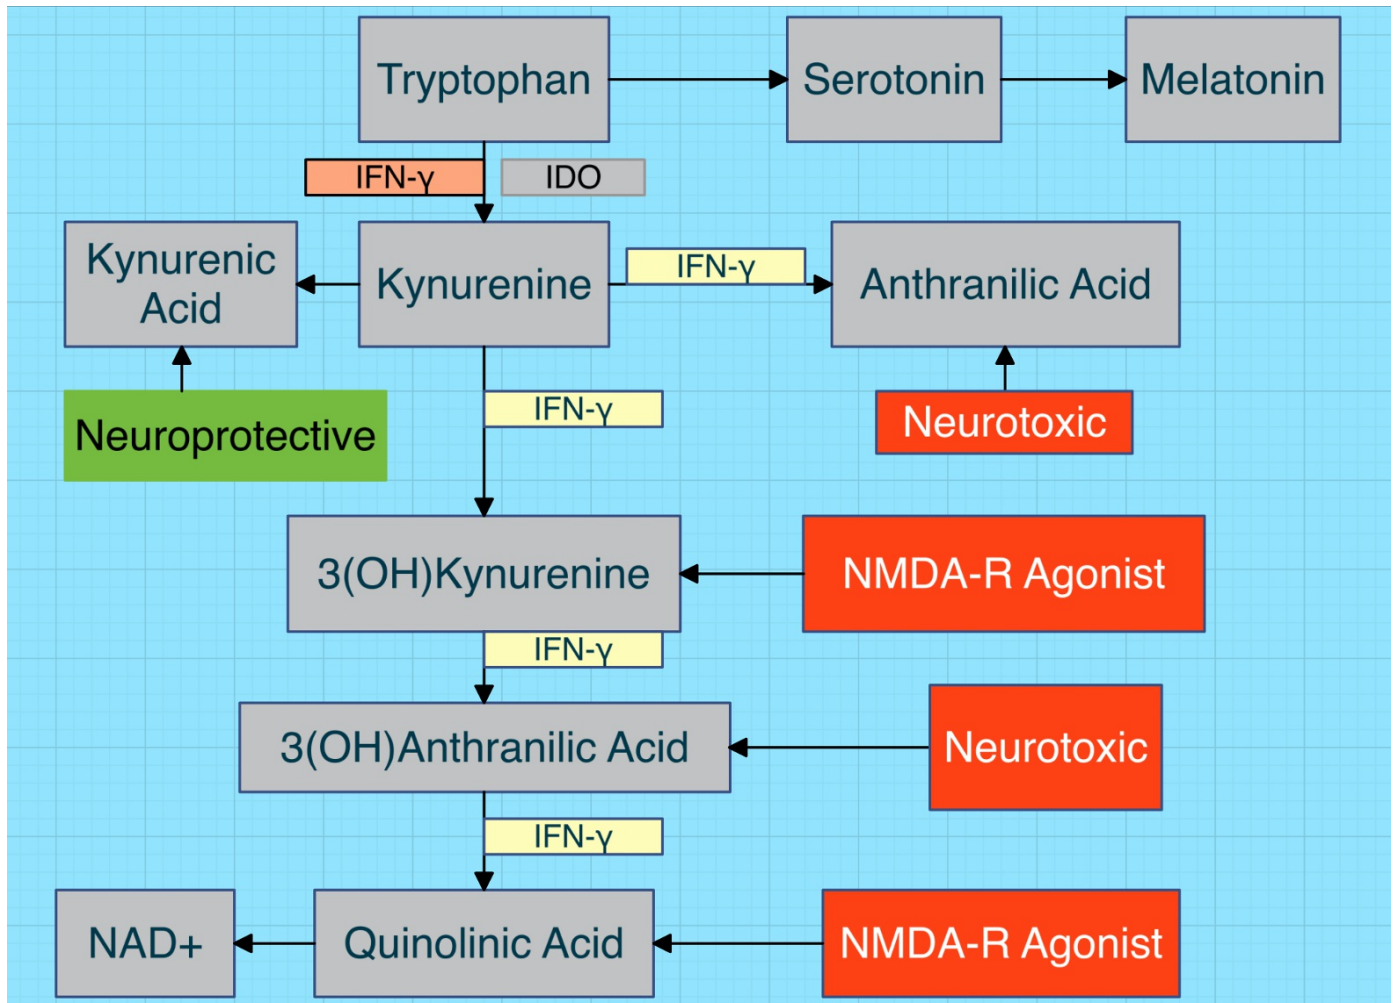 Tryptophan
Serotonin
Melatonin
IFN-γ
IDO
Kynurenic
Acid
Kynurenine
IFN-γ
Anthranilic Acid
Neuroprotective
IFN-γ
Neurotoxic
3(OH)Kynurenine
NMDA-R Agonist
IFN-γ
3(OH)Anthranilic Acid
Neurotoxic
IFN-γ
NAD+
Quinolinic Acid
NMDA-R Agonist